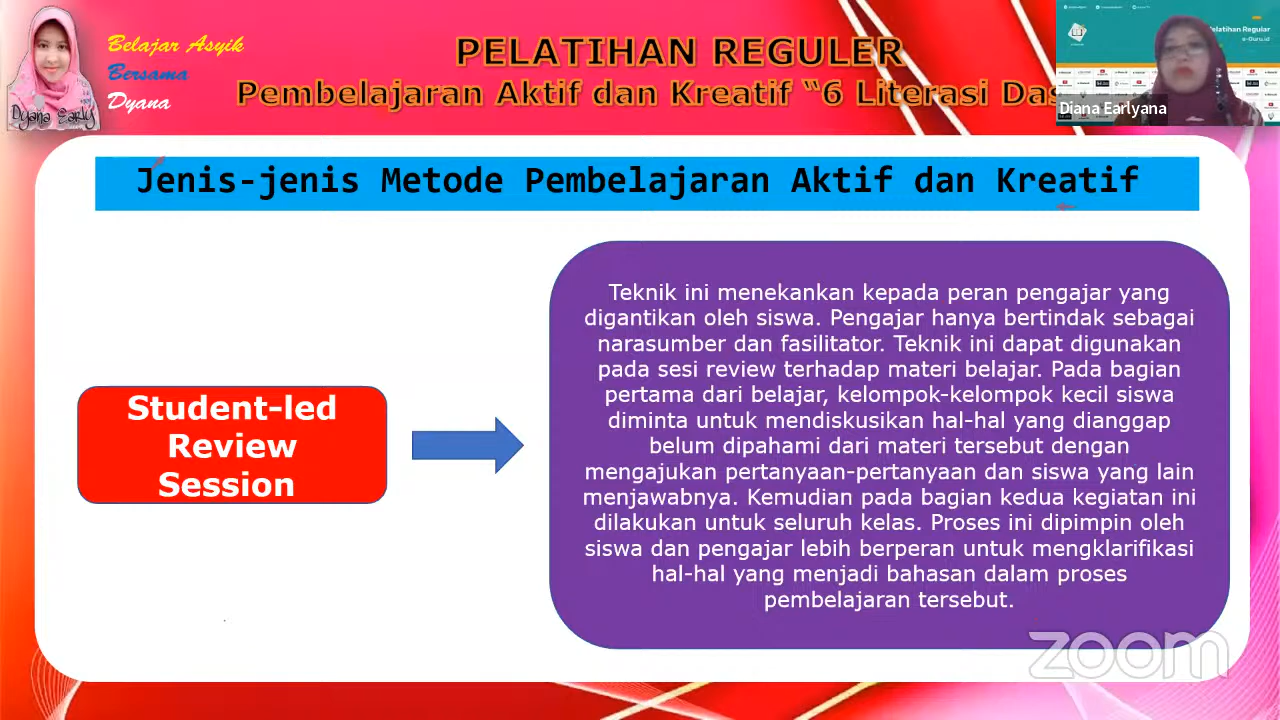 Belajar Asyik
Bersama
Dyana
Dyana Early
PELATIHAN REGULER
Pembelajaran Aktif dan Kreatif “6 Literasi Das
Pelatihan Regular
e-Guru.id
Diana Earlyana
Jenis-jenis Metode Pembelajaran Aktif dan Kreatif
Student-led
Review
Session
Teknik ini menekankan kepada peran pengajar yang
digantikan oleh siswa. Pengajar hanya bertindak sebagai
narasumber dan fasilitator. Teknik ini dapat digunakan
pada sesi review terhadap materi belajar. Pada bagian
pertama dari belajar, kelompok-kelompok kecil siswa
diminta untuk mendiskusikan hal-hal yang dianggap
belum dipahami dari materi tersebut dengan
mengajukan pertanyaan-pertanyaan dan siswa yang lain
menjawabnya. Kemudian pada bagian kedua kegiatan ini
dilakukan untuk seluruh kelas. Proses ini dipimpin oleh
siswa dan pengajar lebih berperan untuk mengklarifikasi
hal-hal yang menjadi bahasan dalam proses
pembelajaran tersebut.
zoom